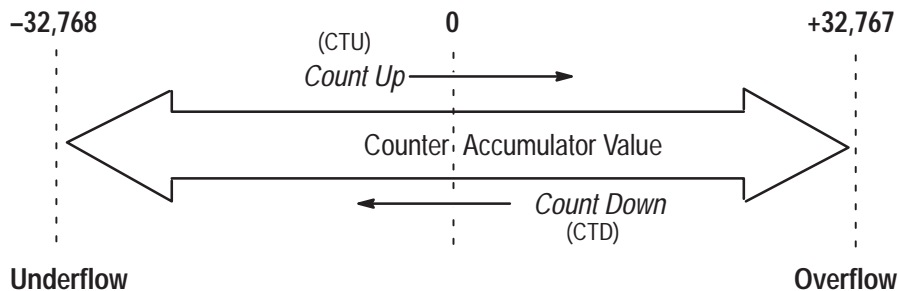 –32,768 0 +32,767
(CTU)
Count Up
Counter Accumulator Value
Count Down
(CTD)
Underflow Overflow